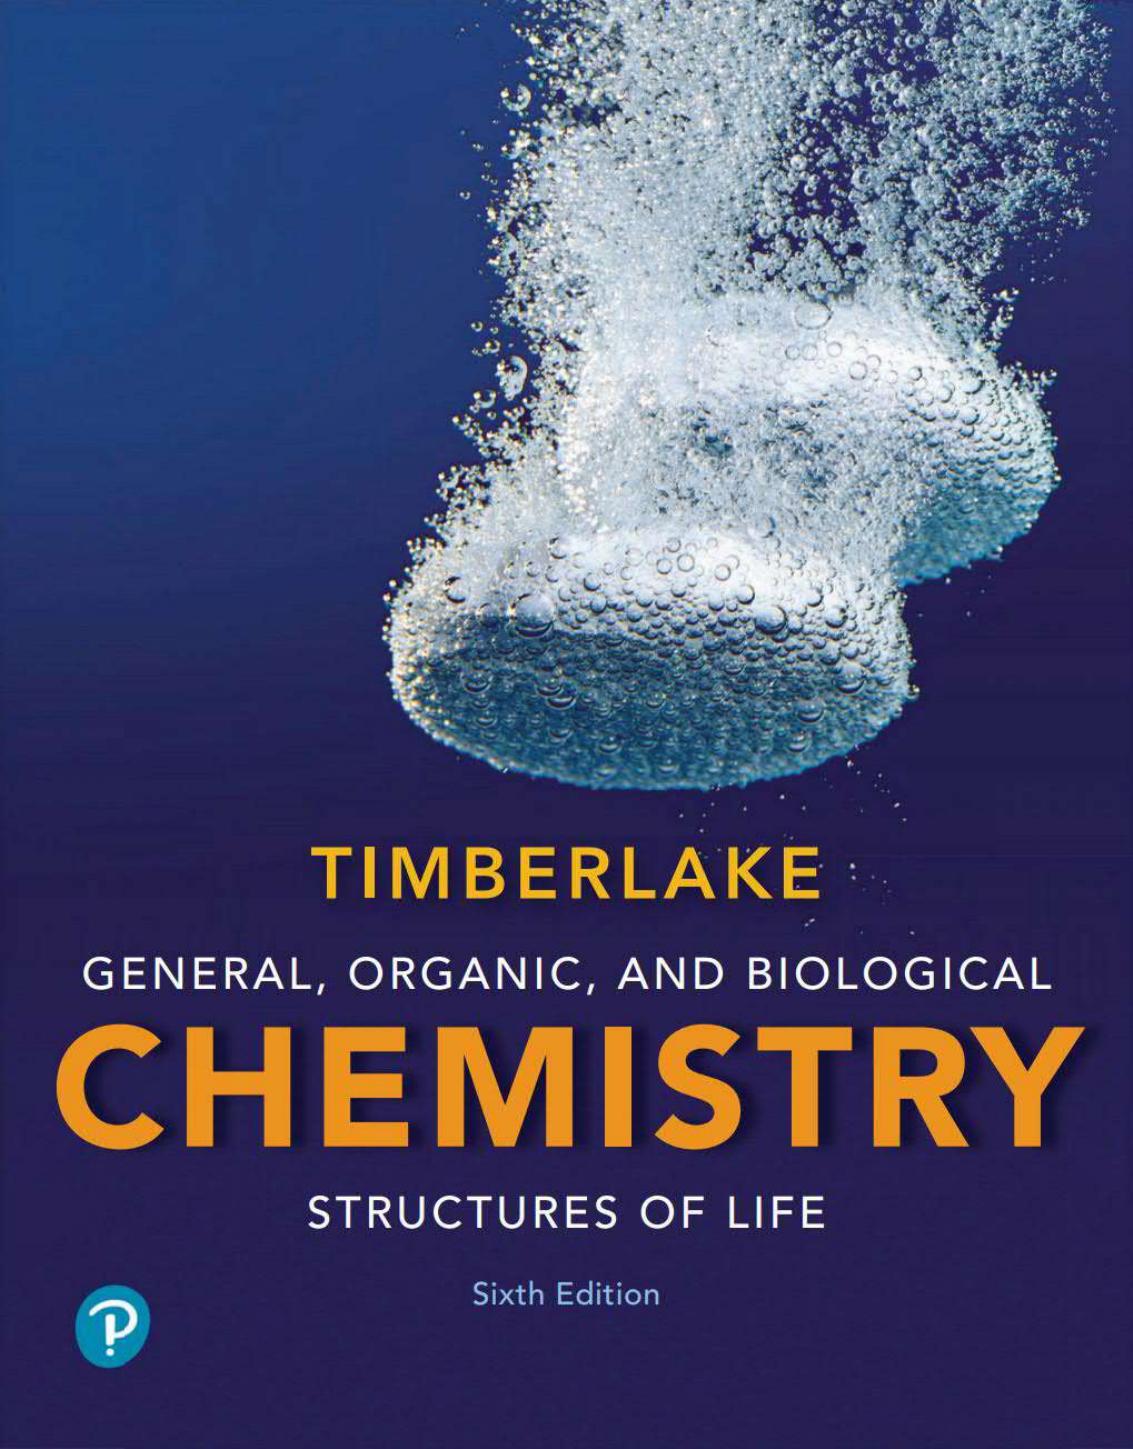 TIMBERLAKE
GENERAL, ORGANIC, AND BIOLOGICAL
CHEMISTRY
STRUCTURES OF LIFE
Sixth Edition
P